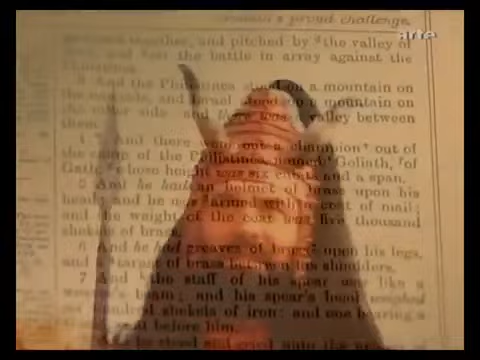 Goliath's proud challenge.
arte
together, and pitched by the valley of
and set the battle in array against the
Philistines.
3 And the Philistines stood on a mountain on
the one side, and Israel stood on a mountain on
the other side: and there was a valley between
them.
4 And there went out a champion out of
the camp of the Philistines, named Goliath, of
Gath, whose height was six cubits and a span.
5 And he had an helmet of brass upon his
head, and he was armed with a coat of mail;
and the weight of the coat was five thousand
shekels of brass.
6 And he had greaves of brass upon his legs,
and a target of brass between his shoulders.
7 And the staff of his spear was like a
weaver's beam; and his spear's head weighed
hundred shekels of iron: and one bearing a
went before him.
he stood and cried unto the